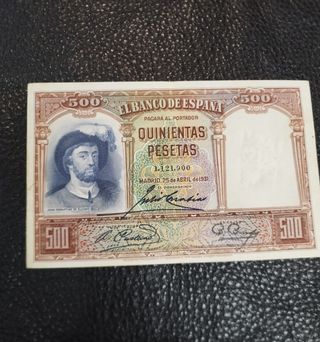 500 500
EL BANCO DE ESPAÑA
PAGARÁ AL PORTADOR
QUINIENTAS
PESETAS
1,121,900
MADRID, 25 DE ABRIL DE 1931
EL GOBERNADOR
500 500